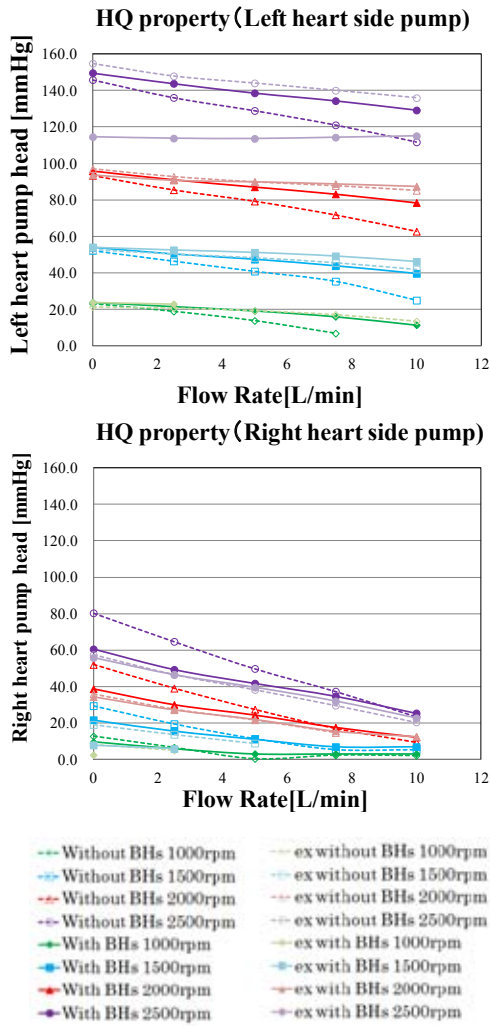 HQ property（Left heart side pump)
Left heart pump head [mmHg]
160.0
140.0
120.0
100.0
80.0
60.0
40.0
20.0
0.0
0 2 4 6 8 10 12
Flow Rate[L/min]
HQ property（Right heart side pump)
Right heart pump head [mmHg]
160.0
140.0
120.0
100.0
80.0
60.0
40.0
20.0
0.0
0 2 4 6 8 10 12
Flow Rate[L/min]
Without BHs 1000rpm
Without BHs 1500rpm
Without BHs 2000rpm
Without BHs 2500rpm
With BHs 1000rpm
With BHs 1500rpm
With BHs 2000rpm
With BHs 2500rpm
ex without BHs 1000rpm
ex without BHs 1500rpm
ex without BHs 2000rpm
ex without BHs 2500rpm
ex with BHs 1000rpm
ex with BHs 1500rpm
ex with BHs 2000rpm
ex with BHs 2500rpm